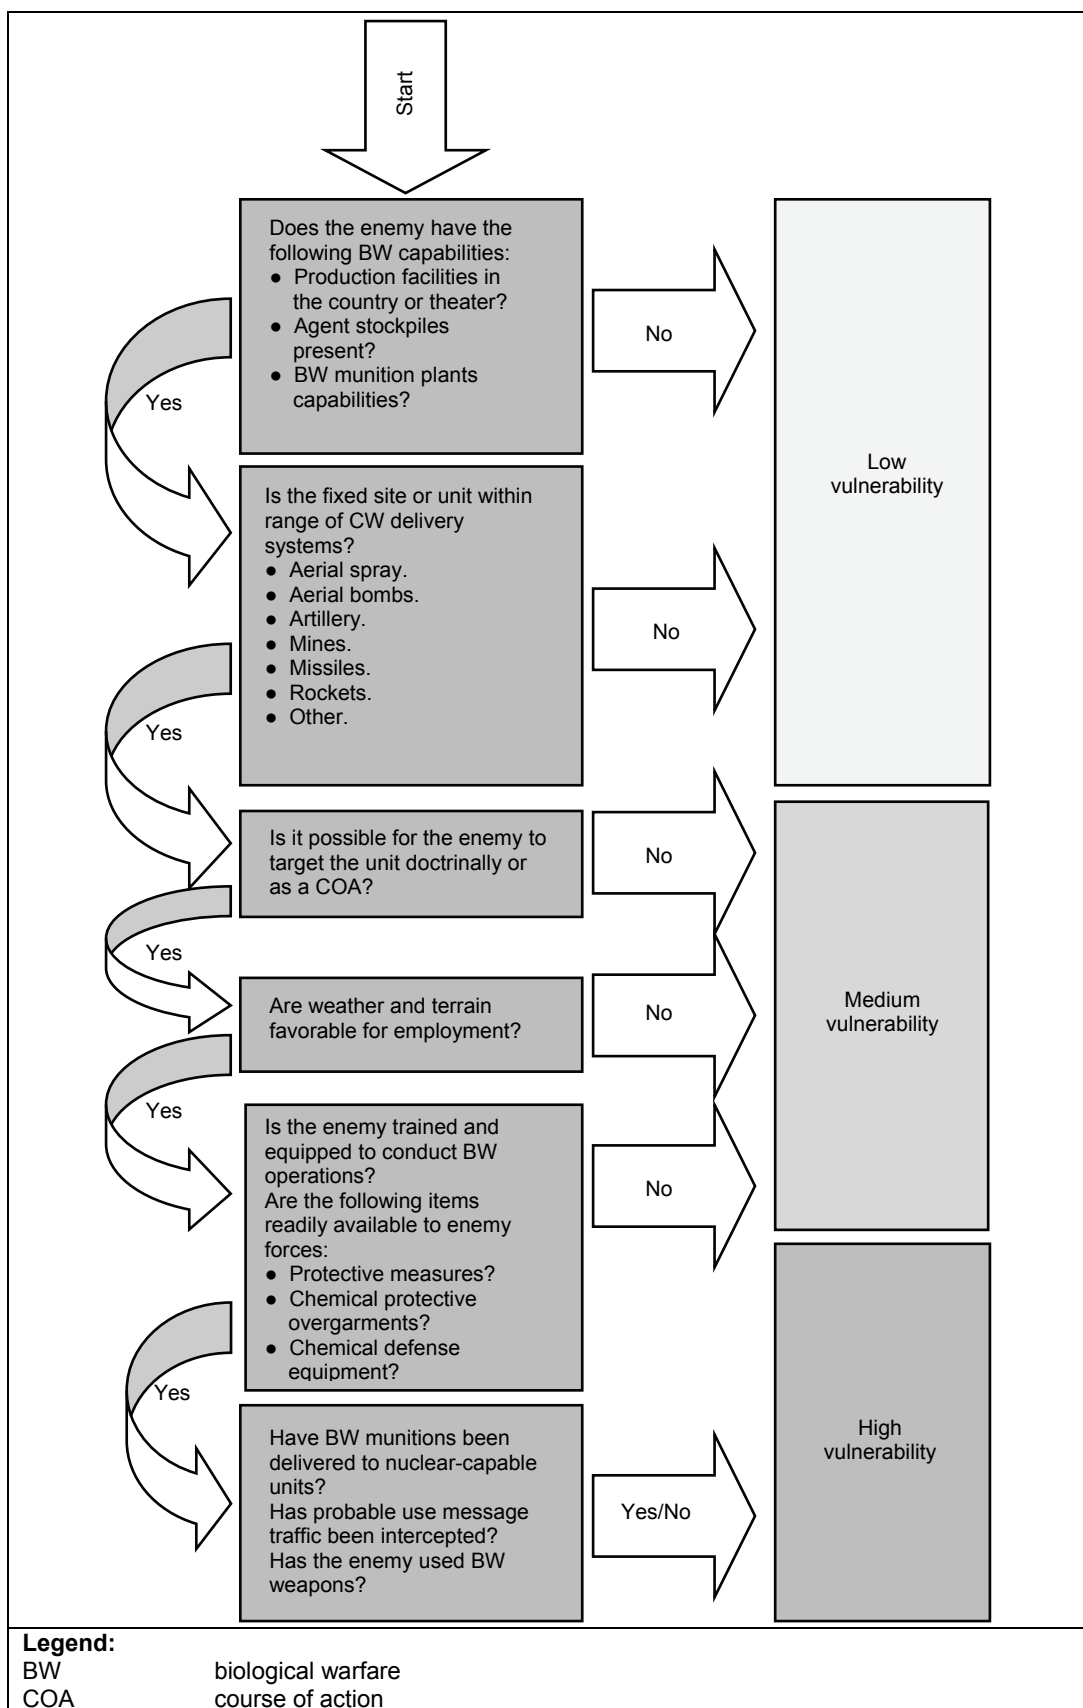 Start
Does the enemy have the
following BW capabilities:
● Production facilities in
the country or theater?
● Agent stockpiles
present?
● BW munition plants
capabilities?
No
Yes
Low
vulnerability
Is the fixed site or unit within
range of CW delivery
systems?
● Aerial spray.
● Aerial bombs.
● Artillery.
● Mines.
● Missiles.
● Rockets.
● Other.
No
Yes
Is it possible for the enemy to
target the unit doctrinally or
as a COA?
No
Yes
Are weather and terrain
favorable for employment?
No
Medium
vulnerability
Yes
Is the enemy trained and
equipped to conduct BW
operations?
Are the following items
readily available to enemy
forces:
● Protective measures?
● Chemical protective
overgarments?
● Chemical defense
equipment?
No
Yes
Have BW munitions been
delivered to nuclear-capable
units?
Has probable use message
traffic been intercepted?
Has the enemy used BW
weapons?
Yes/No
High
vulnerability
Legend:
BW biological warfare
COA course of action